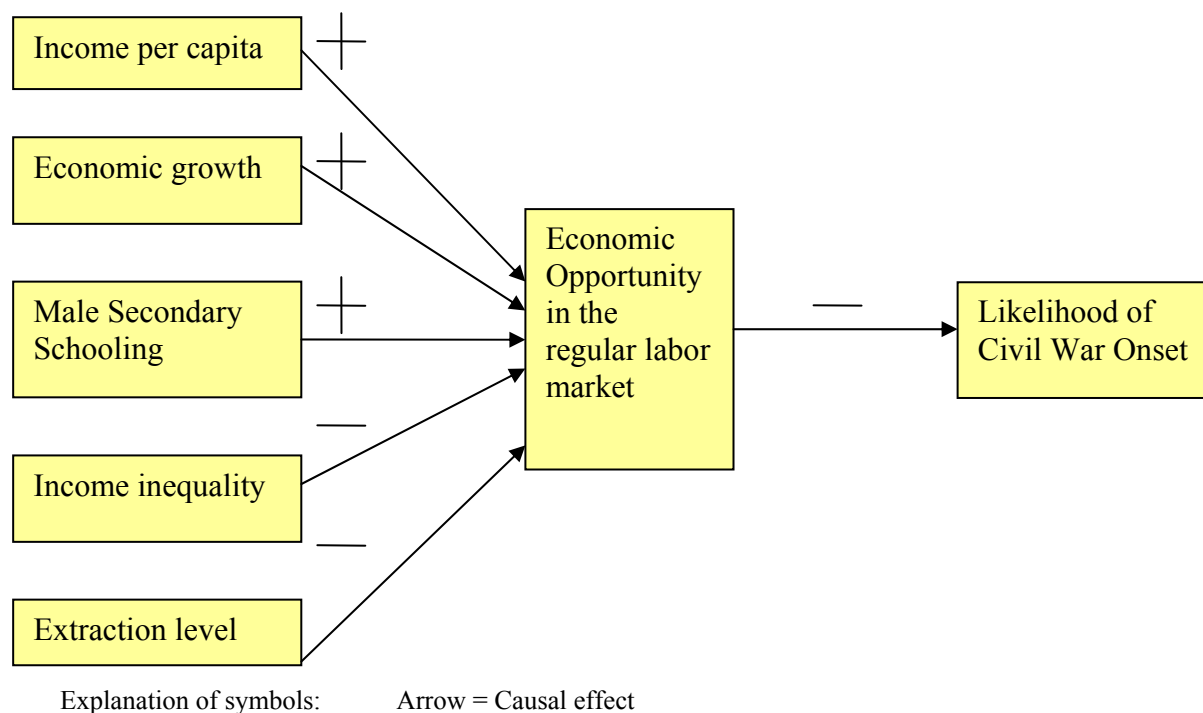 Income per capita
+
Economic growth
+
Male Secondary
Schooling
+
Income inequality
—
Extraction level
—
Economic
Opportunity
in the
regular labor
market
—
Likelihood of
Civil War Onset
Explanation of symbols: Arrow = Causal effect